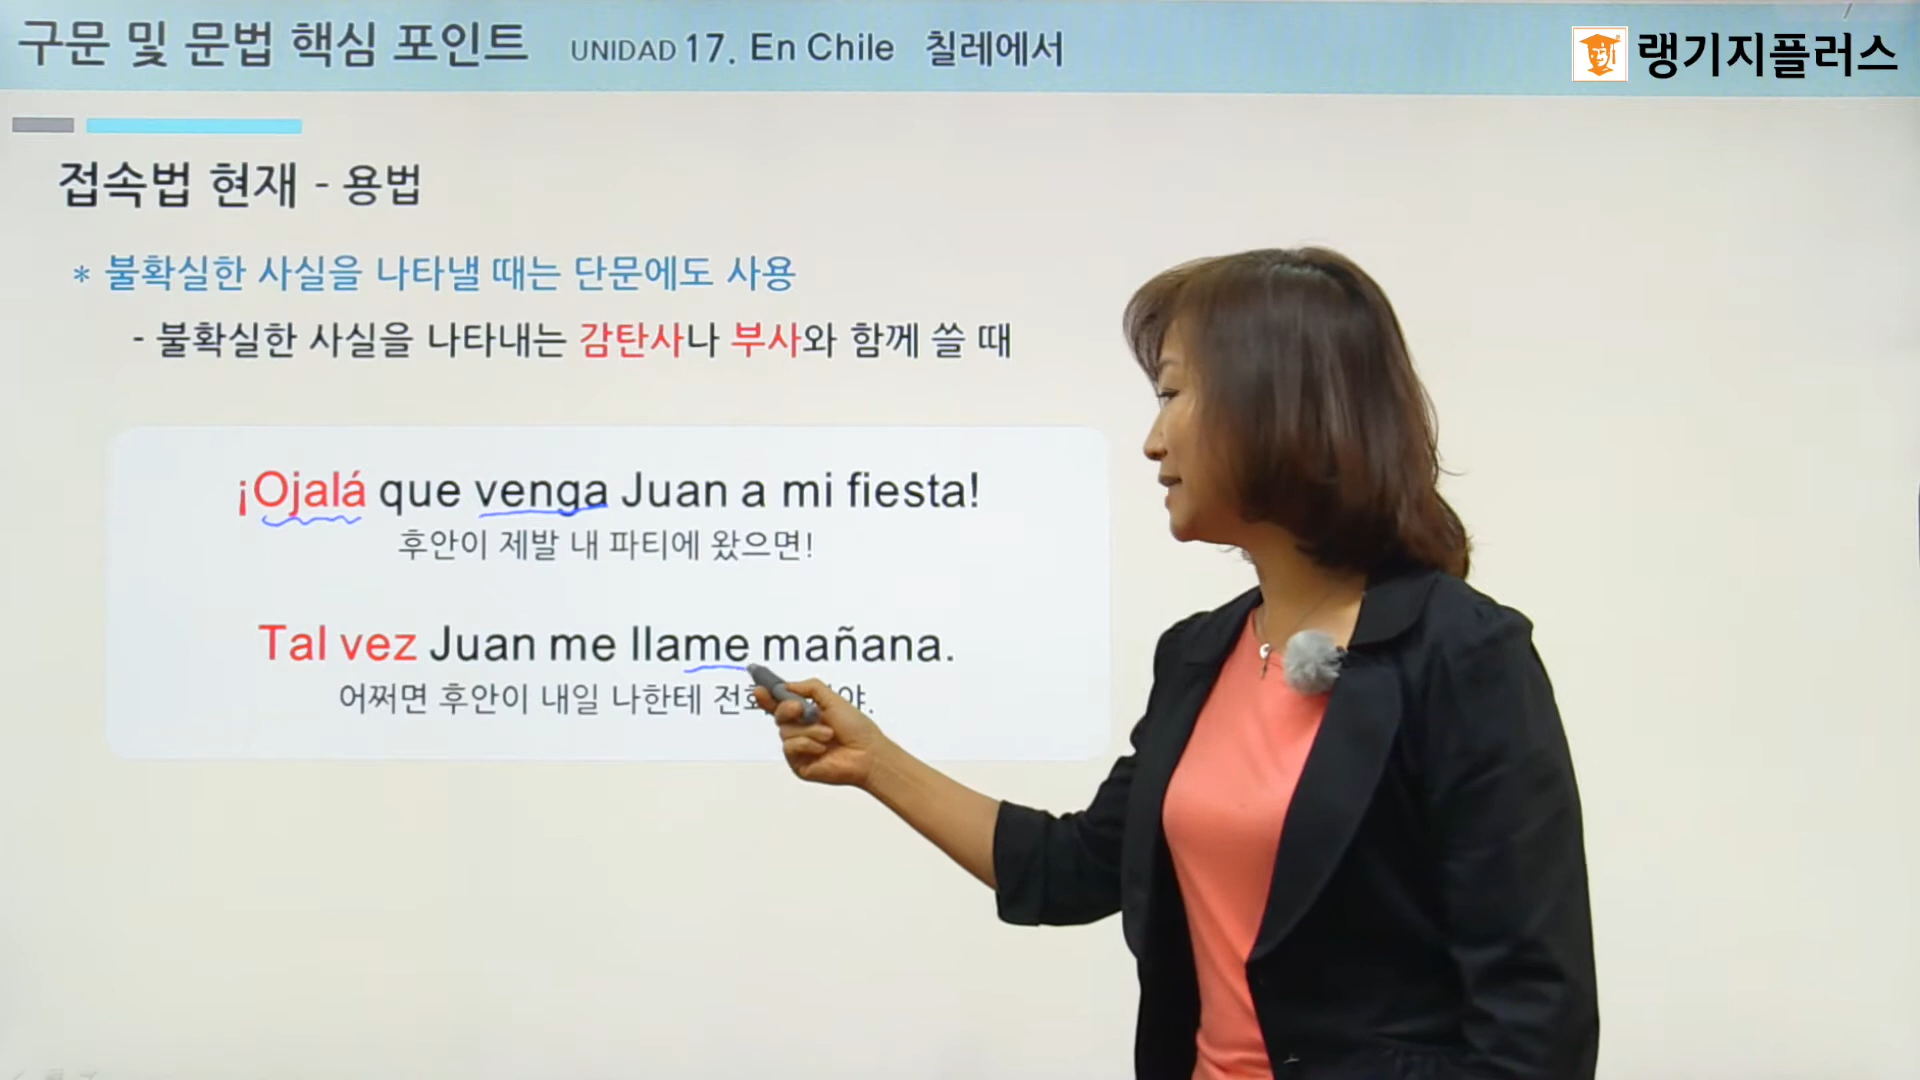 구문 및 문법 핵심 포인트 UNIDAD 17. En Chile 칠레에서
랭기지플러스
접속법 현재 - 용법
* 불확실한 사실을 나타낼 때는 단문에도 사용
- 불확실한 사실을 나타내는 감탄사나 부사와 함께 쓸 때
¡Ojalá que venga Juan a mi fiesta!
후안이 제발 내 파티에 왔으면!
Tal vez Juan me llame mañana.
어쩌면 후안이 내일 나한테